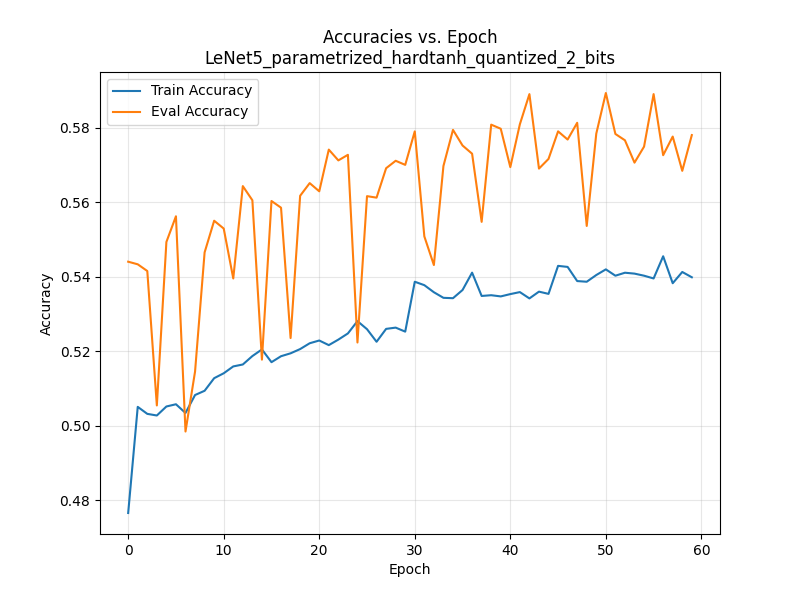 Accuracies vs. Epoch
LeNet5_parametrized_hardtanh_quantized_2_bits
Train Accuracy
Eval Accuracy
0.58
0.56
0.54
0.52
0.50
0.48
Accuracy
0 10 20 30 40 50 60
Epoch